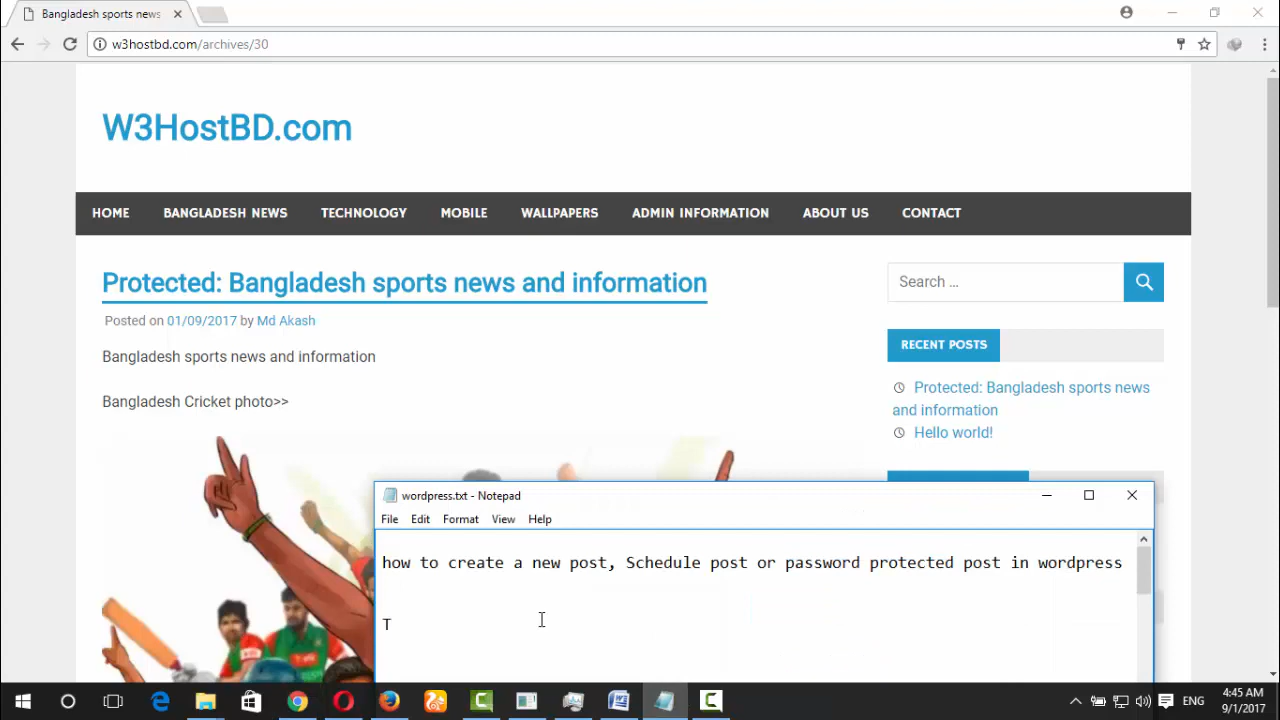 Bangladesh sports news
w3hostbd.com/archives/30
W3HostBD.com
HOME BANGLADESH NEWS TECHNOLOGY MOBILE WALLPAPERS ADMIN INFORMATION ABOUT US CONTACT
Protected: Bangladesh sports news and information
Posted on 01/09/2017 by Md Akash
Bangladesh sports news and information
Bangladesh Cricket photo>>
Search …
RECENT POSTS
Protected: Bangladesh sports news
and information
Hello world!
wordpress.txt - Notepad
File Edit Format View Help
how to create a new post, Schedule post or password protected post in wordpress
T
ENG
4:45 AM
9/1/2017